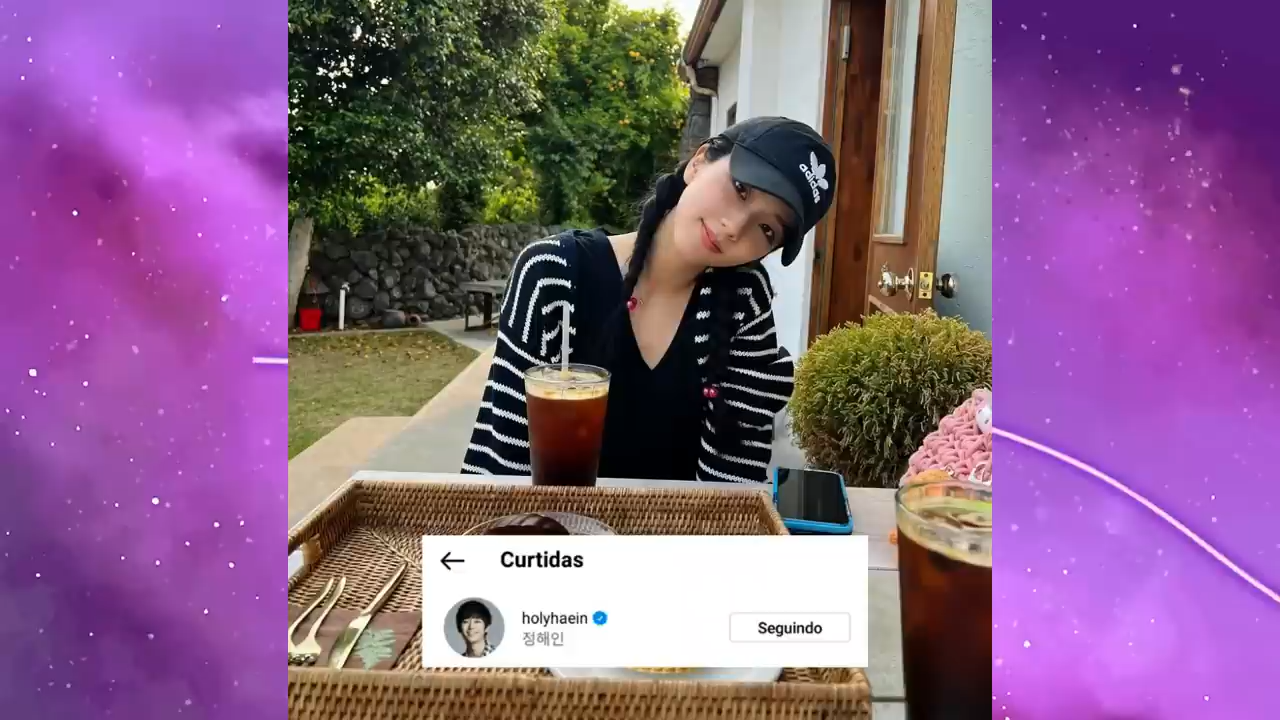 adidas
Curtidas
holyhaein
정해인
Seguindo